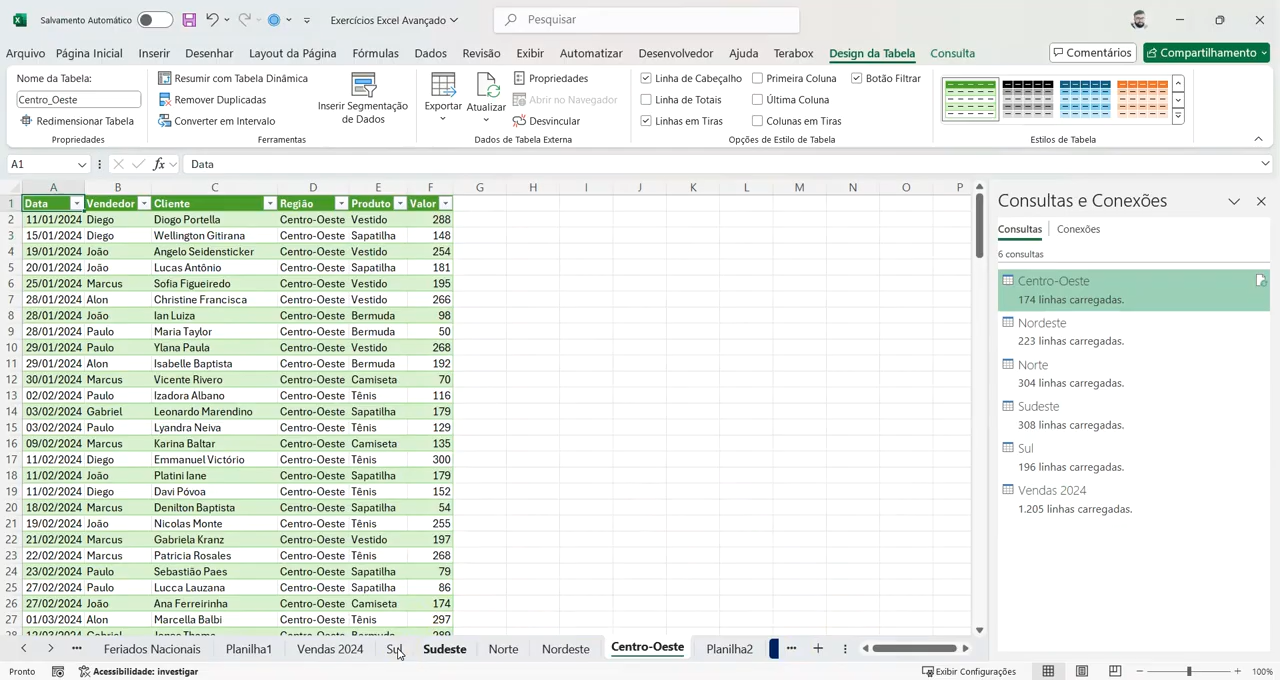 Salvamento Automático
Exercícios Excel Avançado
Pesquisar
Arquivo Página Inicial Inserir Desenhar Layout da Página Fórmulas Dados Revisão Exibir Automatizar Desenvolvedor Ajuda Terabox Design da Tabela Consulta Comentários Compartilhamento
Nome da Tabela:
Centro_Oeste
Redimensionar Tabela
Propriedades
Resumir com Tabela Dinâmica
Remover Duplicadas
Converter em Intervalo
Inserir Segmentação
de Dados
Ferramentas
Exportar
Atualizar
Propriedades
Abrir no Navegador
Desvincular
Dados de Tabela Externa
Linha de Cabeçalho Primeira Coluna Botão Filtrar
Linha de Totais Última Coluna
Linhas em Tiras Colunas em Tiras
Opções de Estilo de Tabela
Estilos de Tabela
A1 fx Data
A B C D E F G H I J K L M N O P
1 Data Vendedor Cliente Região Produto Valor
2 11/01/2024 Diego Diogo Portella Centro-Oeste Vestido 288
3 15/01/2024 Diego Wellington Gitirana Centro-Oeste Sapatilha 148
4 19/01/2024 João Angelo Seidensticker Centro-Oeste Vestido 254
5 20/01/2024 João Lucas Antônio Centro-Oeste Sapatilha 181
6 25/01/2024 Marcus Sofia Figueiredo Centro-Oeste Vestido 195
7 28/01/2024 Alon Christine Francisca Centro-Oeste Vestido 266
8 28/01/2024 João Ian Luiza Centro-Oeste Bermuda 98
9 28/01/2024 Paulo Maria Taylor Centro-Oeste Bermuda 50
10 29/01/2024 Paulo Ylana Paula Centro-Oeste Vestido 268
11 29/01/2024 Alon Isabelle Baptista Centro-Oeste Bermuda 192
12 30/01/2024 Marcus Vicente Rivero Centro-Oeste Camiseta 70
13 02/02/2024 Paulo Izadora Albano Centro-Oeste Tênis 116
14 03/02/2024 Gabriel Leonardo Marendino Centro-Oeste Sapatilha 179
15 03/02/2024 Paulo Lyandra Neiva Centro-Oeste Tênis 129
16 09/02/2024 Marcus Karina Baltar Centro-Oeste Camiseta 135
17 11/02/2024 Diego Emmanuel Victório Centro-Oeste Tênis 300
18 11/02/2024 João Platini Iane Centro-Oeste Sapatilha 179
19 11/02/2024 Diego Davi Póvoa Centro-Oeste Tênis 152
20 18/02/2024 Marcus Denilton Baptista Centro-Oeste Sapatilha 54
21 19/02/2024 João Nicolas Monte Centro-Oeste Tênis 255
22 21/02/2024 Marcus Gabriela Kranz Centro-Oeste Vestido 197
23 22/02/2024 Marcus Patricia Rosales Centro-Oeste Tênis 268
24 23/02/2024 Paulo Sebastião Paes Centro-Oeste Sapatilha 79
25 27/02/2024 Paulo Lucca Lauzana Centro-Oeste Sapatilha 86
26 27/02/2024 João Ana Ferreirinha Centro-Oeste Camiseta 174
27 01/03/2024 Alon Marcella Balbi Centro-Oeste Tênis 297
Consultas e Conexões
Consultas Conexões
6 consultas
Centro-Oeste
174 linhas carregadas.
Nordeste
223 linhas carregadas.
Norte
304 linhas carregadas.
Sudeste
308 linhas carregadas.
Sul
196 linhas carregadas.
Vendas 2024
1.205 linhas carregadas.
Feriados Nacionais Planilha1 Vendas 2024 Sul Sudeste Norte Nordeste Centro-Oeste Planilha2
Pronto Acessibilidade: investigar Exibir Configurações 100%